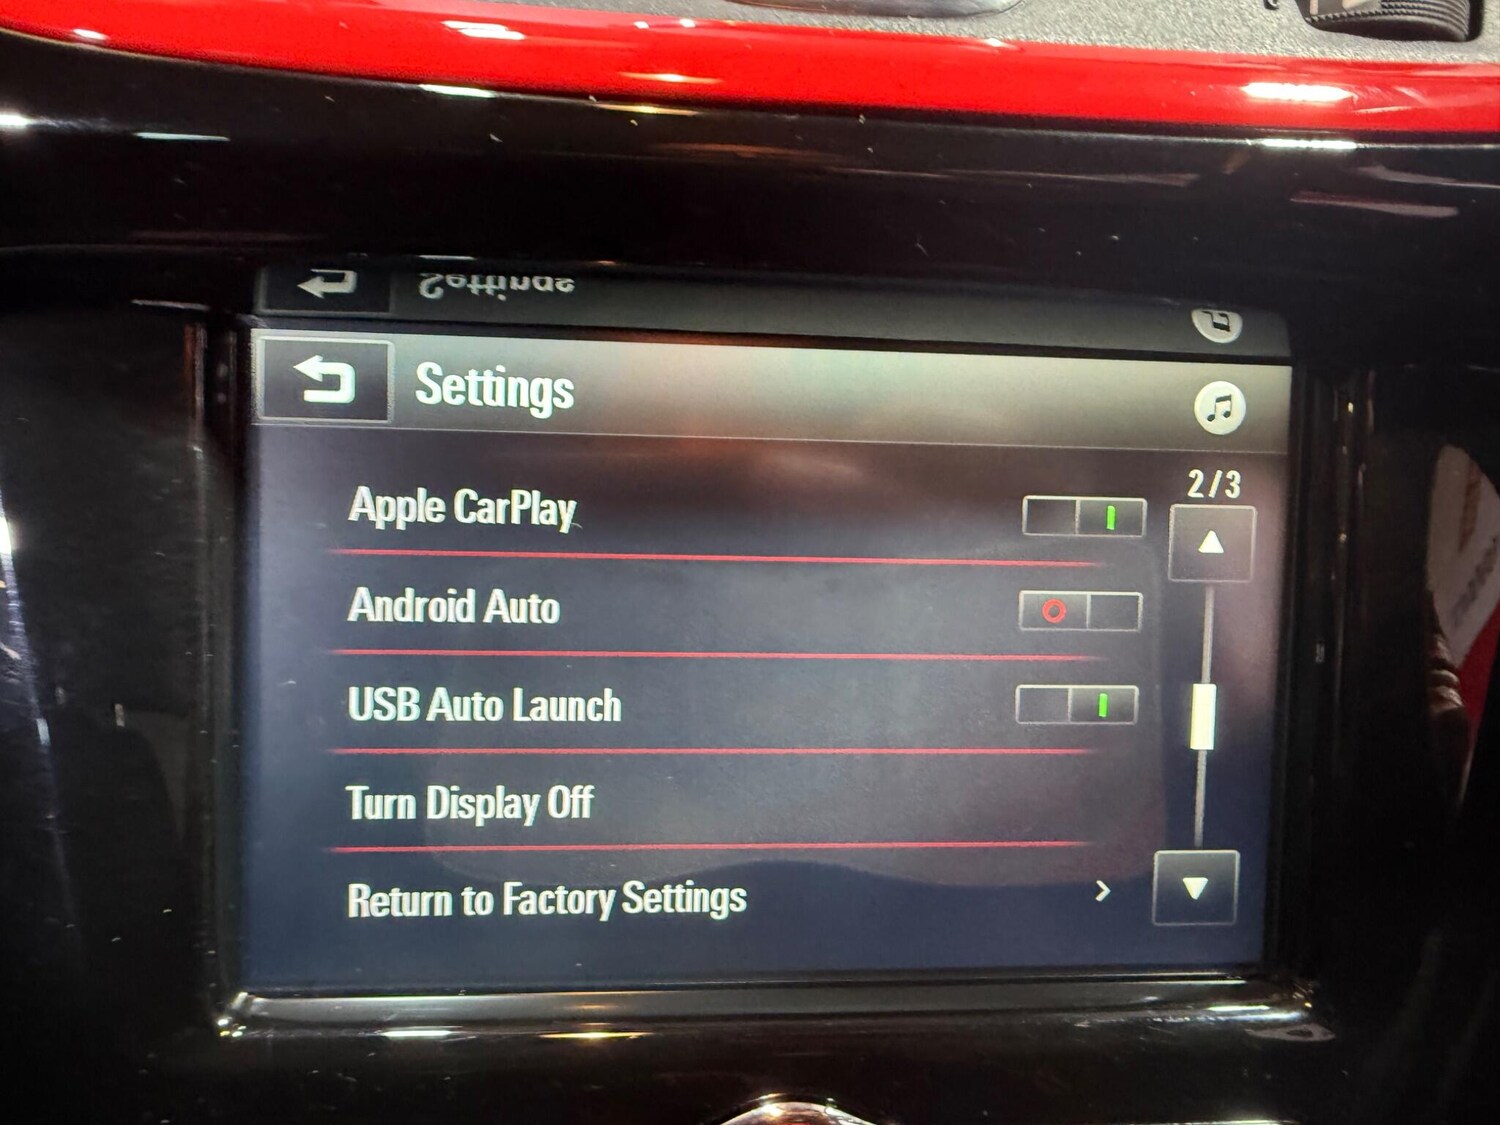 Settings
2/3
Apple CarPlay
Android Auto
USB Auto Launch
Turn Display Off
Return to Factory Settings